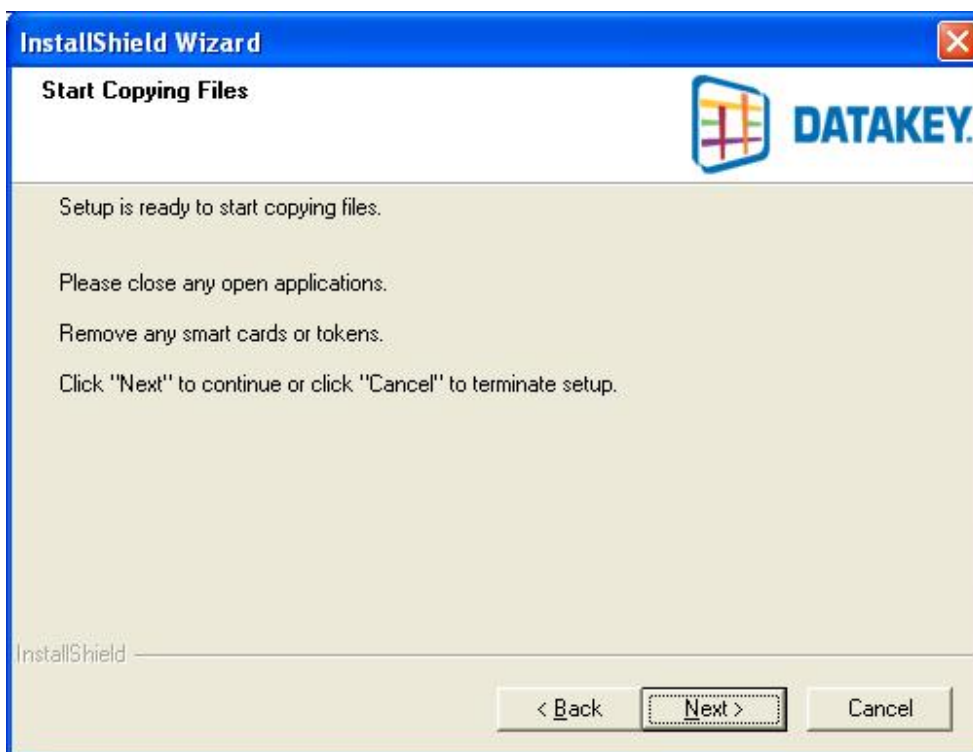 InstallShield Wizard
Start Copying Files
DATAKEY.
Setup is ready to start copying files.
Please close any open applications.
Remove any smart cards or tokens.
Click "Next" to continue or click "Cancel" to terminate setup.
InstallShield
< Back
Next >
Cancel